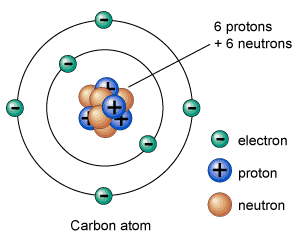 6 protons
+ 6 neutrons
electron
proton
neutron
Carbon atom